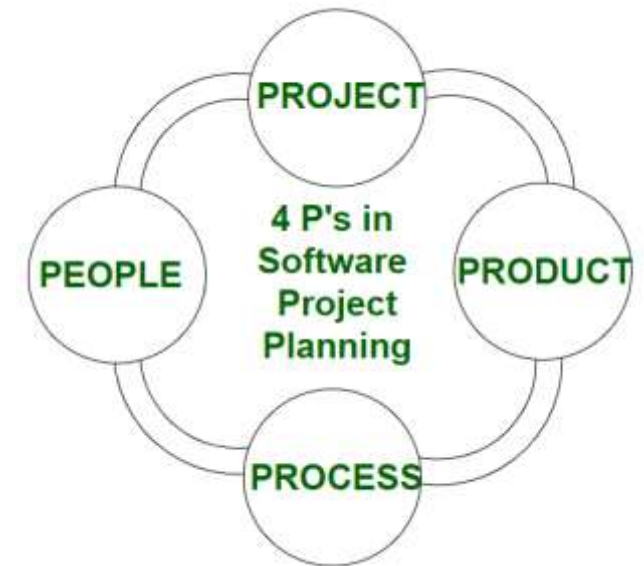 PROJECT
4 P's in
Software
Project
Planning
PEOPLE
PRODUCT
PROCESS